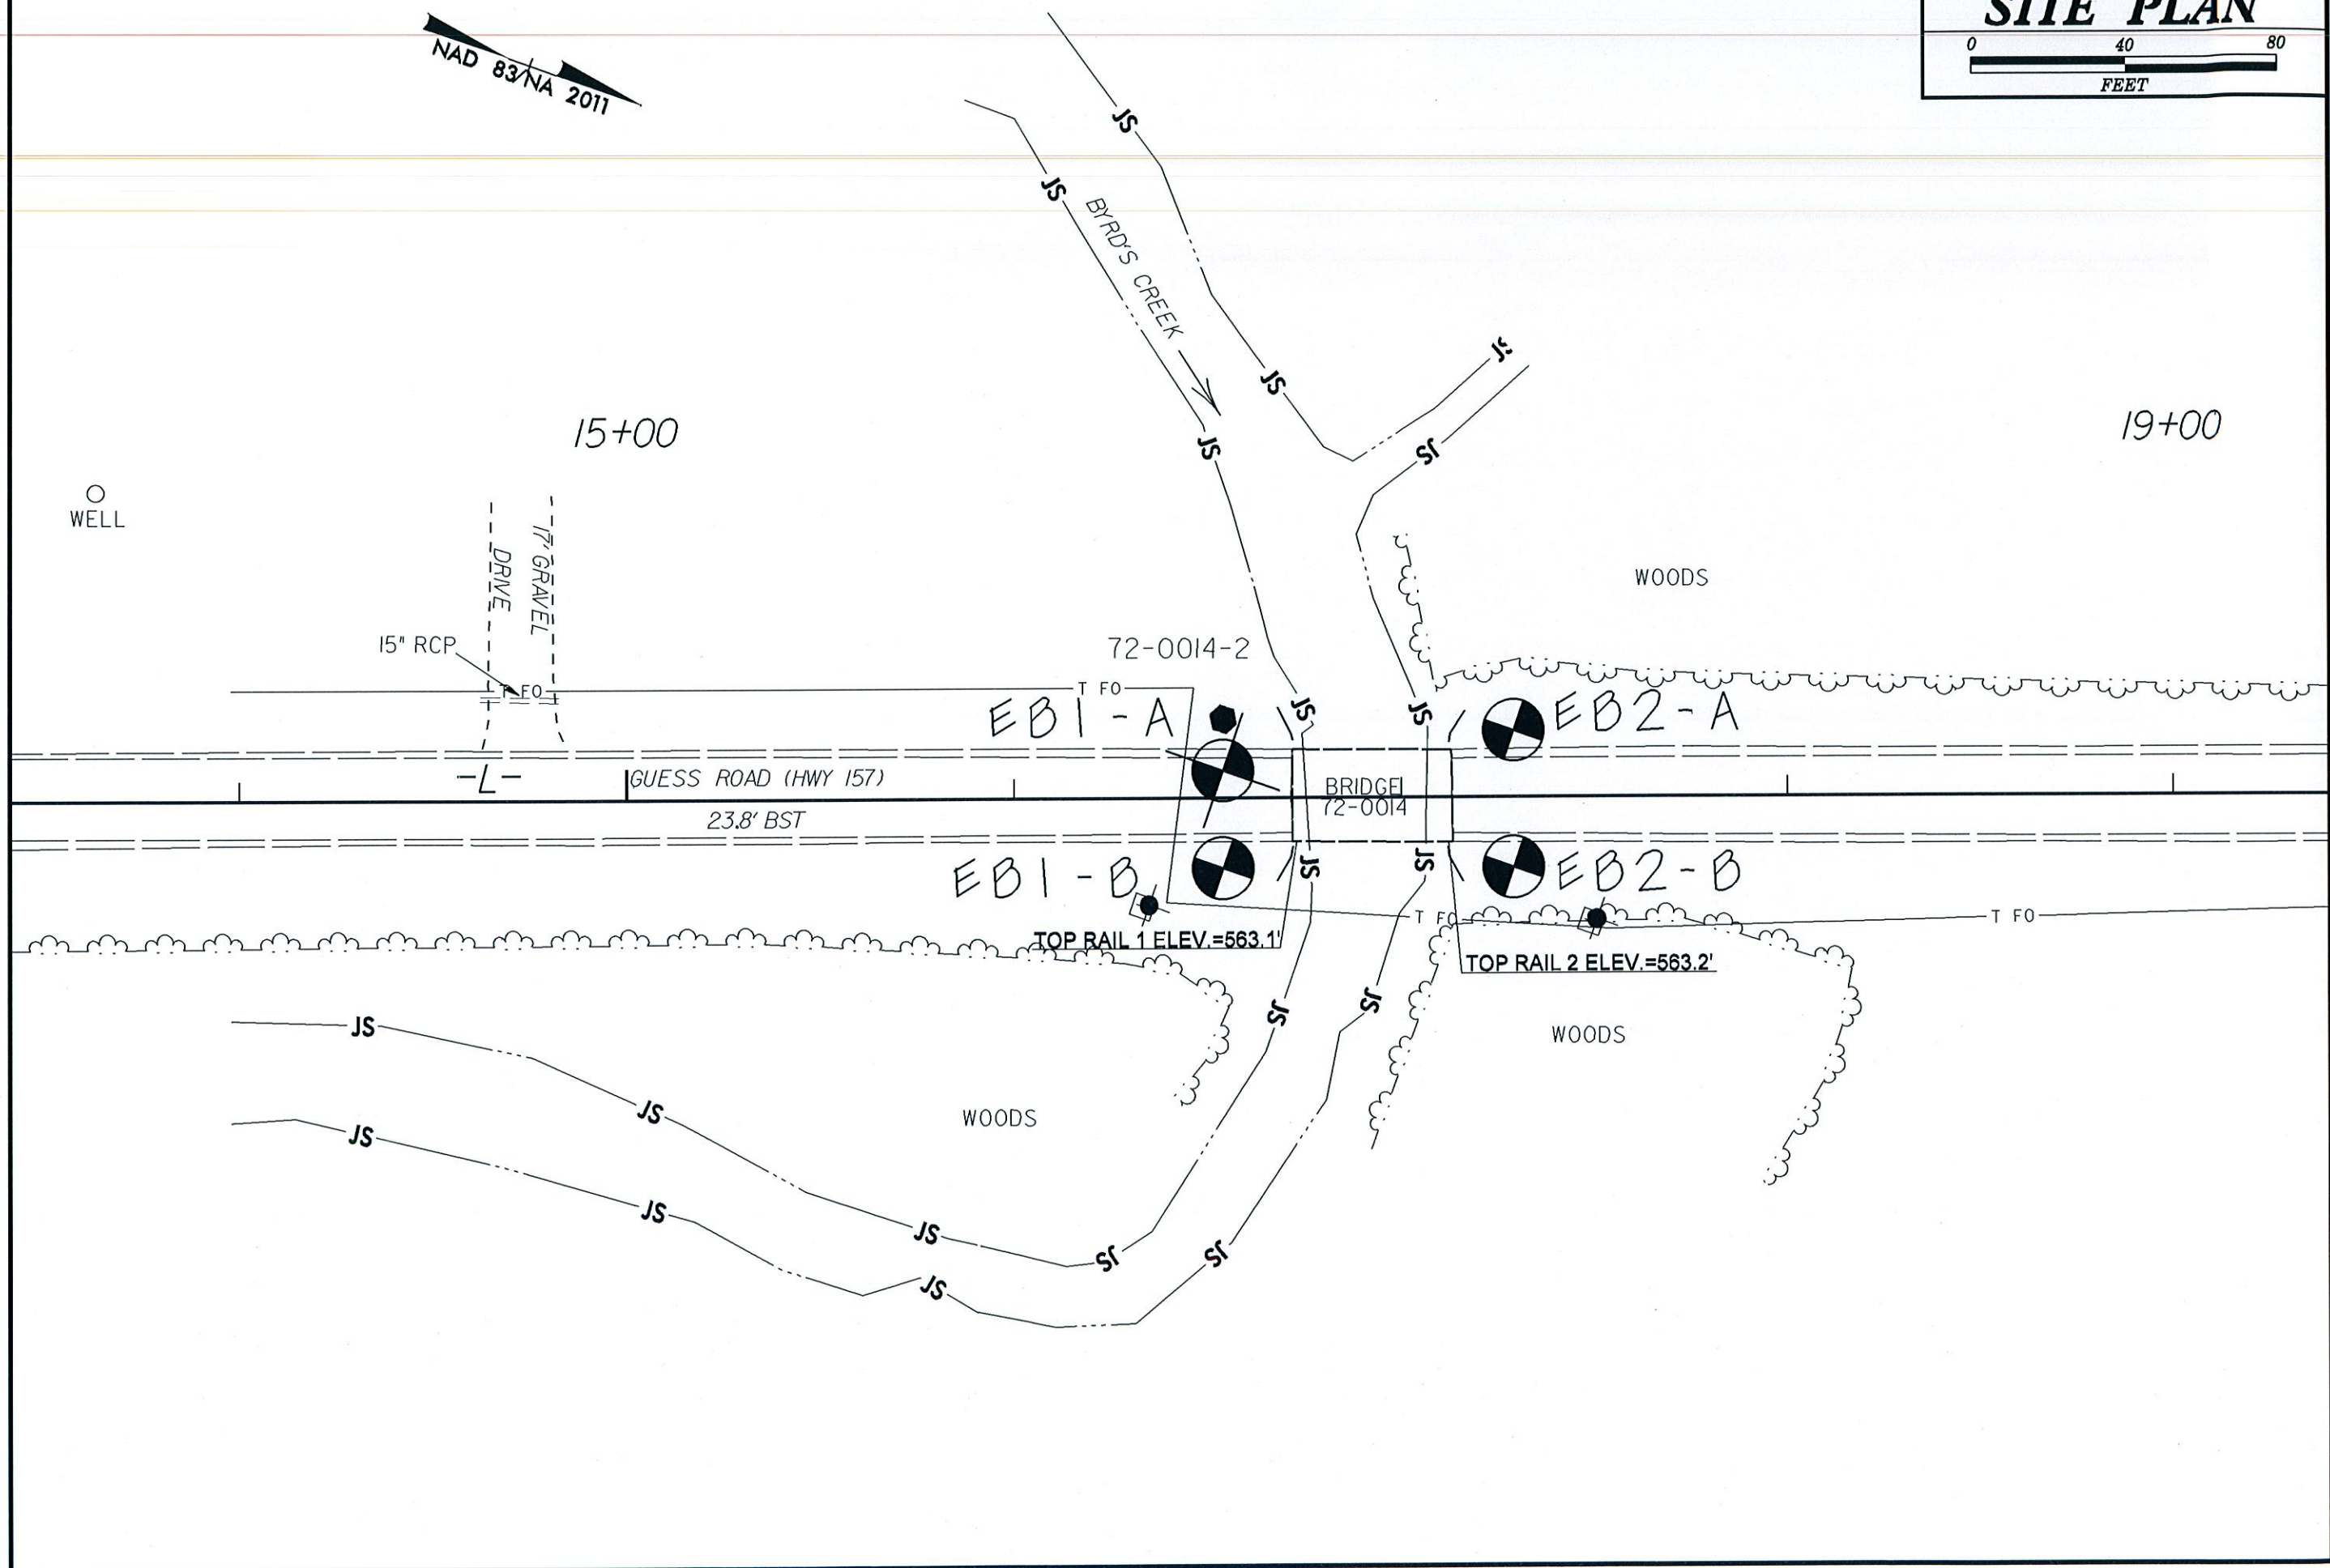 SITE PLAN
0 40 80
FEET
NAD 83/NA 2011
JS
JS
BYRD'S CREEK
JS
JS
JS
JS
15+00
19+00
WELL
17' GRAVEL
DRIVE
WOODS
15" RCP
72-0014-2
T FO
T FO
EB1-A
JS
JS
EB2-A
-L-
GUESS ROAD (HWY 157)
BRIDGE
72-0014
23.8' BST
EB1-B
JS
JS
EB2-B
T FO
T FO
TOP RAIL 1 ELEV.=563.1'
TOP RAIL 2 ELEV.=563.2'
JS
JS
JS
WOODS
JS
WOODS
JS
JS
JS
JS
JS
JS
JS